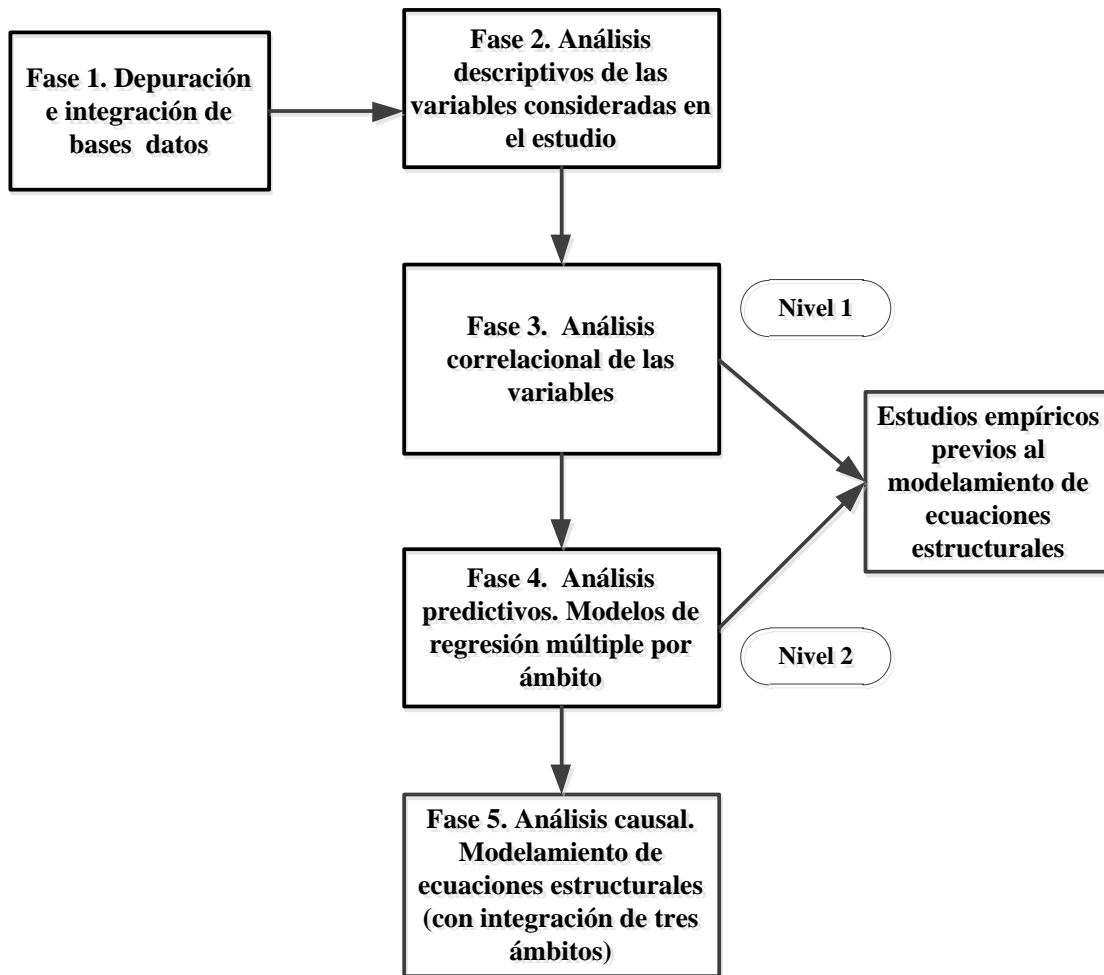 Fase 1. Depuración
e integración de
bases datos
Fase 2. Análisis
descriptivos de las
variables consideradas en
el estudio
Fase 3. Análisis
correlacional de las
variables
Nivel 1
Estudios empíricos
previos al
modelamiento de
ecuaciones
estructurales
Fase 4. Análisis
predictivos. Modelos de
regresión múltiple por
ámbito
Nivel 2
Fase 5. Análisis causal.
Modelamiento de
ecuaciones estructurales
(con integración de tres
ámbitos)